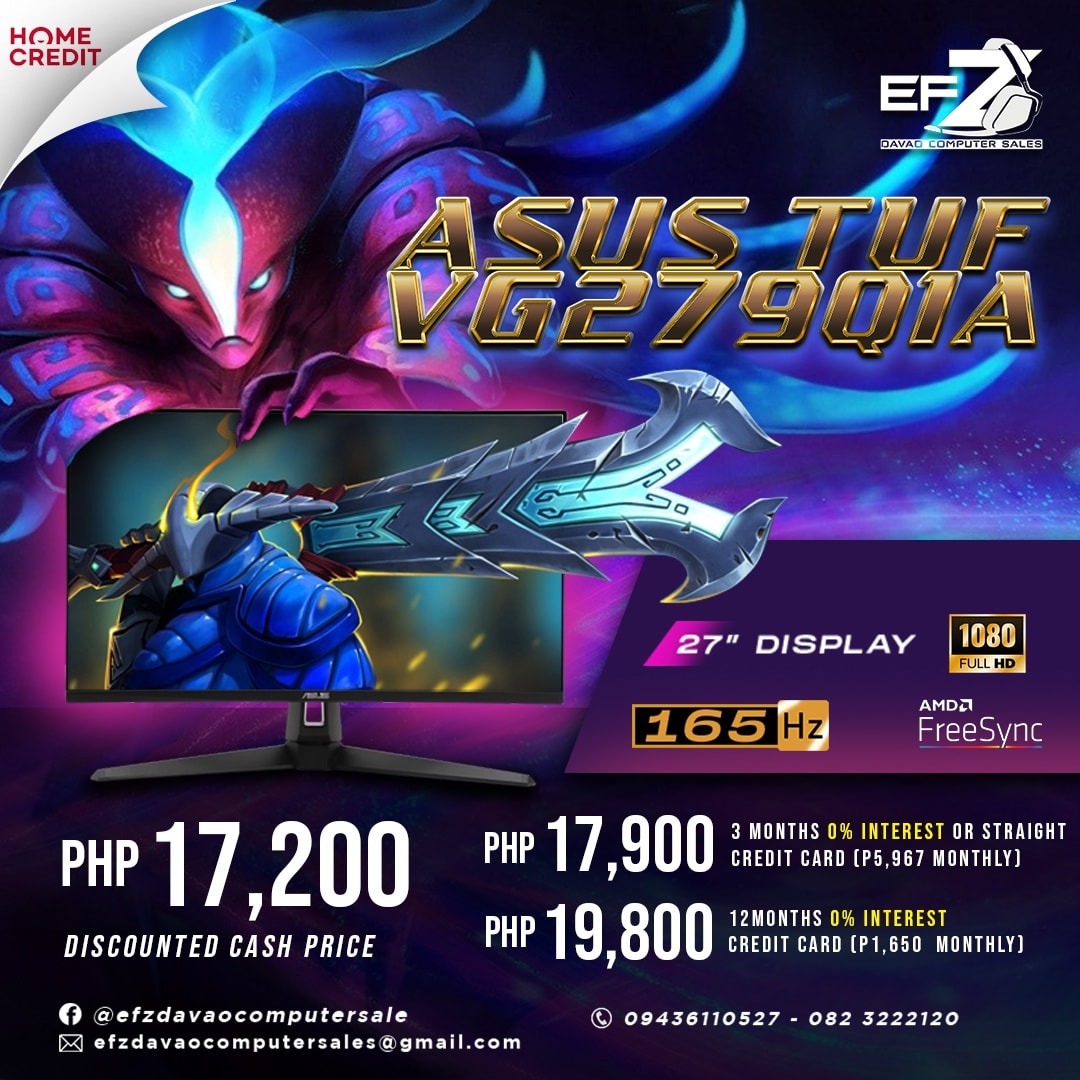 HOME
CREDIT
EFZ
DAVAO COMPUTER SALES
ASUS TUF
VG279Q1A
27" DISPLAY
1080
FULL HD
165 Hz
AMD
FreeSync
PHP 17,200
DISCOUNTED CASH PRICE
PHP 17,900
3 MONTHS 0% INTEREST OR STRAIGHT
CREDIT CARD (P5,967 MONTHLY)
PHP 19,800
12MONTHS 0% INTEREST
CREDIT CARD (P1,650 MONTHLY)
@efzdavaocomputersale
09436110527 - 082 3222120
efzdavaocomputersales@gmail.com